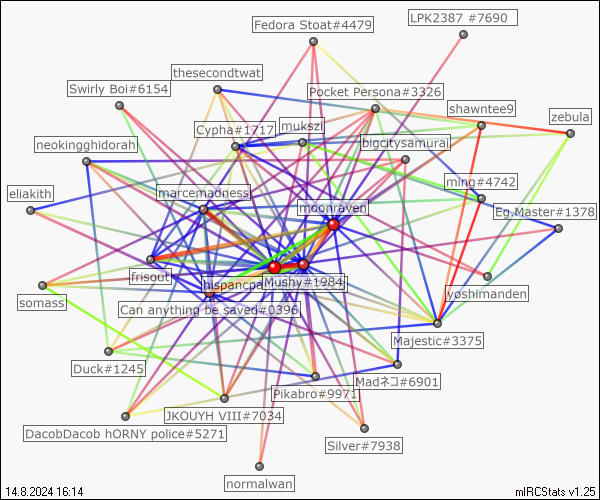 LPK2387 #7690
Fedora Stoat#4479
thesecondtwat
Swirly Boi#6154
Pocket Persona#3326
shawntee9
zebula
Cypha#1717
mukszi
neokingghidorah
bigcitysamurai
ming#4742
eliakith
marcemadness
moonraven
Eg.Master#1378
frisout
hispancpa
Mushy#1984
yoshimanden
somass
Can anything be saved#0396
Majestic#3375
Duck#1245
Pikabro#9971
Madネコ#6901
JKOUYH VIII#7034
DacobDacob hORNY police#5271
Silver#7938
normalwan
14.8.2024 16:14
mIRCStats v1.25